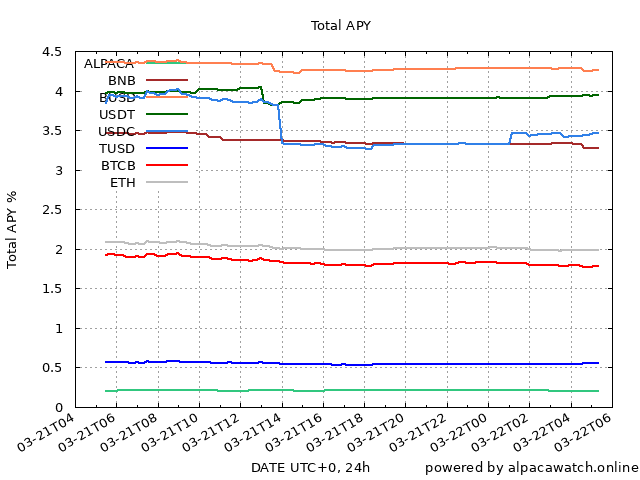 Total APY
Total APY %
4.5
4
3.5
3
2.5
2
1.5
1
0.5
0
ALPACA
BNB
BUSD
USDT
USDC
TUSD
BTCB
ETH
03-21T04
03-21T06
03-21T08
03-21T10
03-21T12
03-21T14
03-21T16
03-21T18
03-21T20
03-21T22
03-22T00
03-22T02
03-22T04
03-22T06
DATE UTC+0, 24h
powered by alpacawatch.online